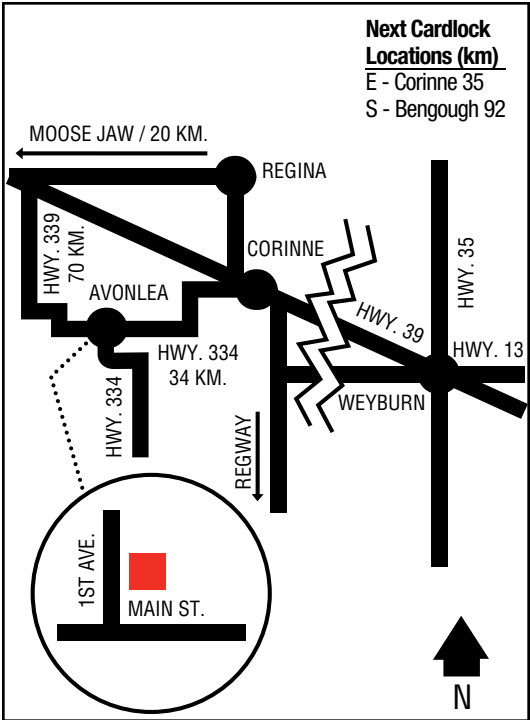 Next Cardlock
Locations (km)
E - Corinne 35
S - Bengough 92
MOOSE JAW / 20 KM.
REGINA
HWY. 339
70 KM.
CORINNE
AVONLEA
HWY. 35
HWY. 39
HWY. 13
HWY. 334
34 KM.
HWY. 334
WEYBURN
REGWAY
1ST AVE.
MAIN ST.
N